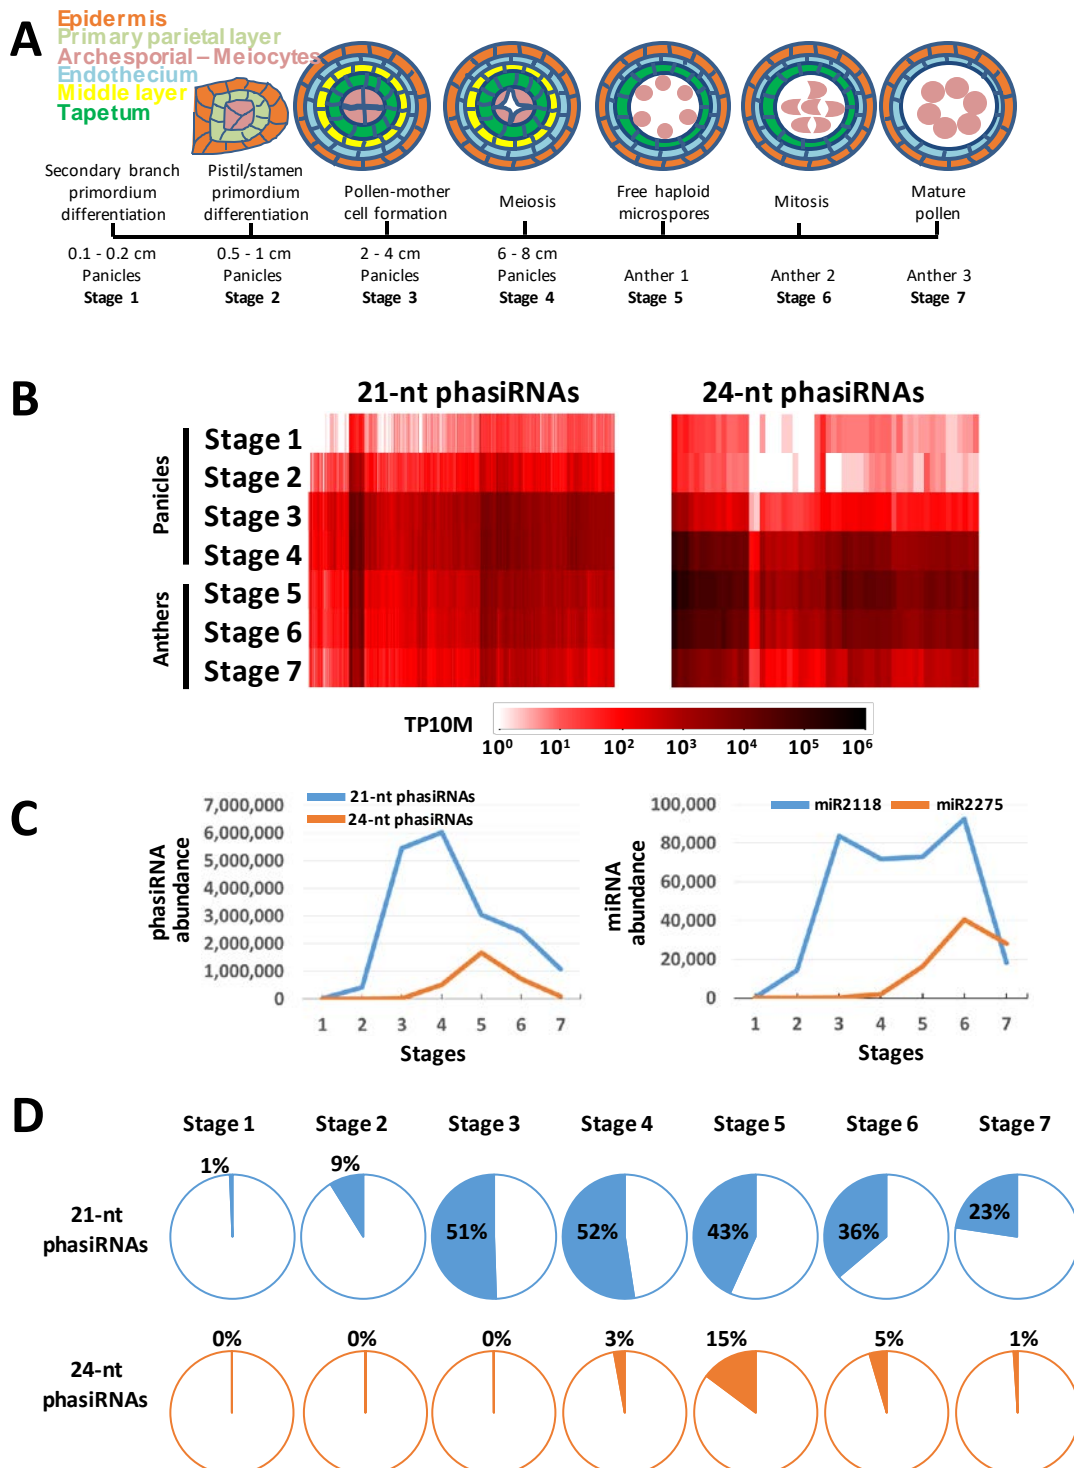 A
Epidermis
Primary parietal layer
Archesporial – Meiocytes
Endothecium
Middle layer
Tapetum
Secondary branch
primordium
differentiation
Pistil/stamen
primordium
differentiation
Pollen-mother
cell formation
Meiosis
Free haploid
microspores
Mitosis
Mature
pollen
0.1 - 0.2 cm
Panicles
Stage 1
0.5 - 1 cm
Panicles
Stage 2
2 - 4 cm
Panicles
Stage 3
6 - 8 cm
Panicles
Stage 4
Anther 1
Stage 5
Anther 2
Stage 6
Anther 3
Stage 7
B
21-nt phasiRNAs
24-nt phasiRNAs
Panicles
Anthers
Stage 1
Stage 2
Stage 3
Stage 4
Stage 5
Stage 6
Stage 7
TP10M
10⁰ 10¹ 10² 10³ 10⁴ 10⁵ 10⁶
C
phasiRNA
abundance
7,000,000
6,000,000
5,000,000
4,000,000
3,000,000
2,000,000
1,000,000
0
21-nt phasiRNAs
24-nt phasiRNAs
1 2 3 4 5 6 7
Stages
miRNA
abundance
100,000
80,000
60,000
40,000
20,000
0
miR2118 miR2275
1 2 3 4 5 6 7
Stages
D
Stage 1 Stage 2 Stage 3 Stage 4 Stage 5 Stage 6 Stage 7
21-nt
phasiRNAs
1% 9% 51% 52% 43% 36% 23%
24-nt
phasiRNAs
0% 0% 0% 3% 15% 5% 1%